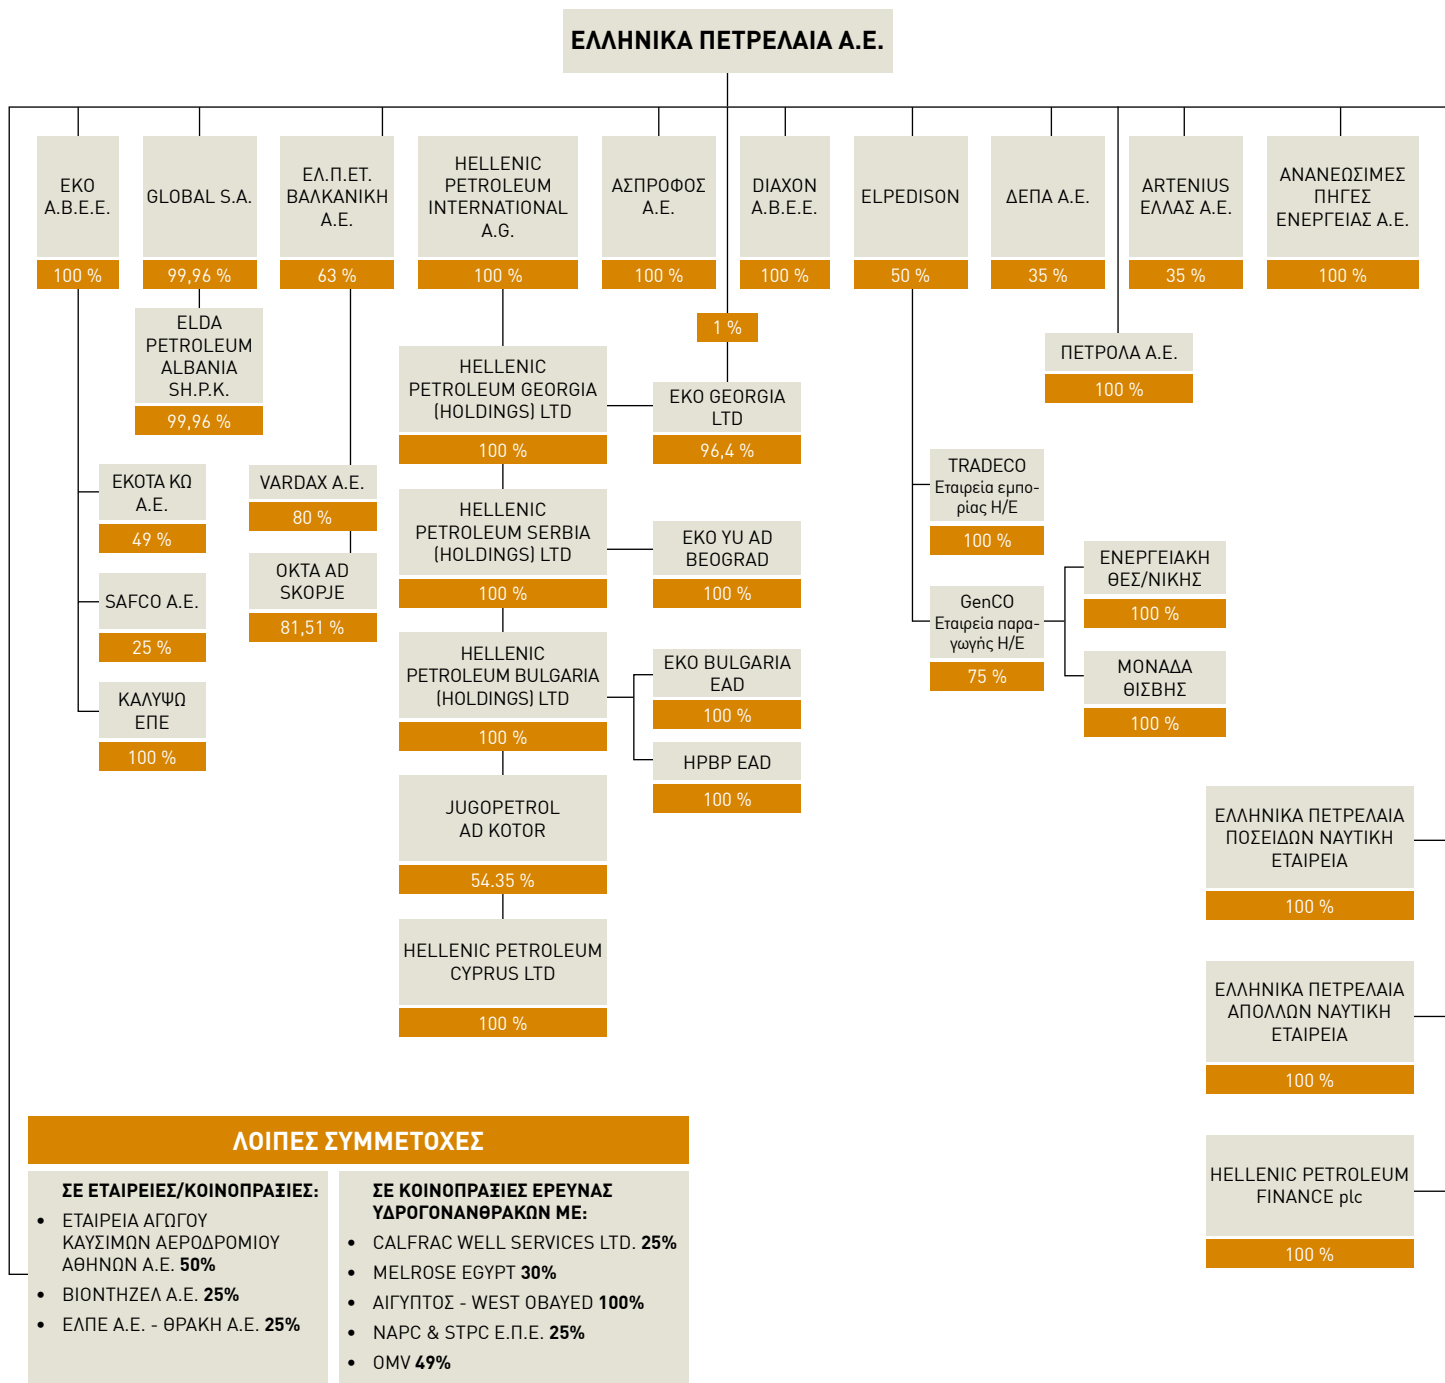 ΕΛΛΗΝΙΚΑ ΠΕΤΡΕΛΑΙΑ Α.Ε.
ΕΚΟ
Α.Β.Ε.Ε.
100 %
GLOBAL S.A.
99,96 %
ΕΛ.Π.ΕΤ.
ΒΑΛΚΑΝΙΚΗ
Α.Ε.
63 %
HELLENIC
PETROLEUM
INTERNATIONAL
A.G.
100 %
ΑΣΠΡΟΦΟΣ
Α.Ε.
100 %
DIAXON
Α.Β.Ε.Ε.
100 %
ELPEDISON
50 %
ΔΕΠΑ Α.Ε.
35 %
ARTENIUS
ΕΛΛΑΣ Α.Ε.
35 %
ΑΝΑΝΕΩΣΙΜΕΣ
ΠΗΓΕΣ
ΕΝΕΡΓΕΙΑΣ Α.Ε.
100 %
ELDA
PETROLEUM
ALBANIA
SH.P.K.
99,96 %
ΕΚΟΤΑ ΚΩ
Α.Ε.
49 %
SAFCO Α.Ε.
25 %
ΚΑΛΥΨΩ
ΕΠΕ
100 %
VARDAX Α.Ε.
80 %
OKTA AD
SKOPJE
81,51 %
HELLENIC
PETROLEUM GEORGIA
(HOLDINGS) LTD
100 %
HELLENIC
PETROLEUM SERBIA
(HOLDINGS) LTD
100 %
HELLENIC
PETROLEUM BULGARIA
(HOLDINGS) LTD
100 %
JUGOPETROL
AD KOTOR
54.35 %
HELLENIC PETROLEUM
CYPRUS LTD
100 %
1 %
EKO GEORGIA
LTD
96,4 %
EKO YU AD
BEOGRAD
100 %
EKO BULGARIA
EAD
100 %
HPBP EAD
100 %
ΠΕΤΡΟΛΑ Α.Ε.
100 %
TRADECO
Εταιρεία εμπο-
ρίας Η/Ε
100 %
GenCO
Εταιρεία παρα-
γωγής Η/Ε
75 %
ΕΝΕΡΓΕΙΑΚΗ
ΘΕΣ/ΝΙΚΗΣ
100 %
ΜΟΝΑΔΑ
ΘΙΣΒΗΣ
100 %
ΕΛΛΗΝΙΚΑ ΠΕΤΡΕΛΑΙΑ
ΠΟΣΕΙΔΩΝ ΝΑΥΤΙΚΗ
ΕΤΑΙΡΕΙΑ
100 %
ΕΛΛΗΝΙΚΑ ΠΕΤΡΕΛΑΙΑ
ΑΠΟΛΛΩΝ ΝΑΥΤΙΚΗ
ΕΤΑΙΡΕΙΑ
100 %
HELLENIC PETROLEUM
FINANCE plc
100 %
ΛΟΙΠΕΣ ΣΥΜΜΕΤΟΧΕΣ
ΣΕ ΕΤΑΙΡΕΙΕΣ/ΚΟΙΝΟΠΡΑΞΙΕΣ:
• ΕΤΑΙΡΕΙΑ ΑΓΩΓΟΥ
ΚΑΥΣΙΜΩΝ ΑΕΡΟΔΡΟΜΙΟΥ
ΑΘΗΝΩΝ Α.Ε. 50%
• ΒΙΟΝΤΗΖΕΛ Α.Ε. 25%
• ΕΛΠΕ Α.Ε. - ΘΡΑΚΗ Α.Ε. 25%
ΣΕ ΚΟΙΝΟΠΡΑΞΙΕΣ ΕΡΕΥΝΑΣ
ΥΔΡΟΓΟΝΑΝΘΡΑΚΩΝ ΜΕ:
• CALFRAC WELL SERVICES LTD. 25%
• MELROSE EGYPT 30%
• ΑΙΓΥΠΤΟΣ - WEST OBAYED 100%
• NAPC & STPC Ε.Π.Ε. 25%
• OMV 49%